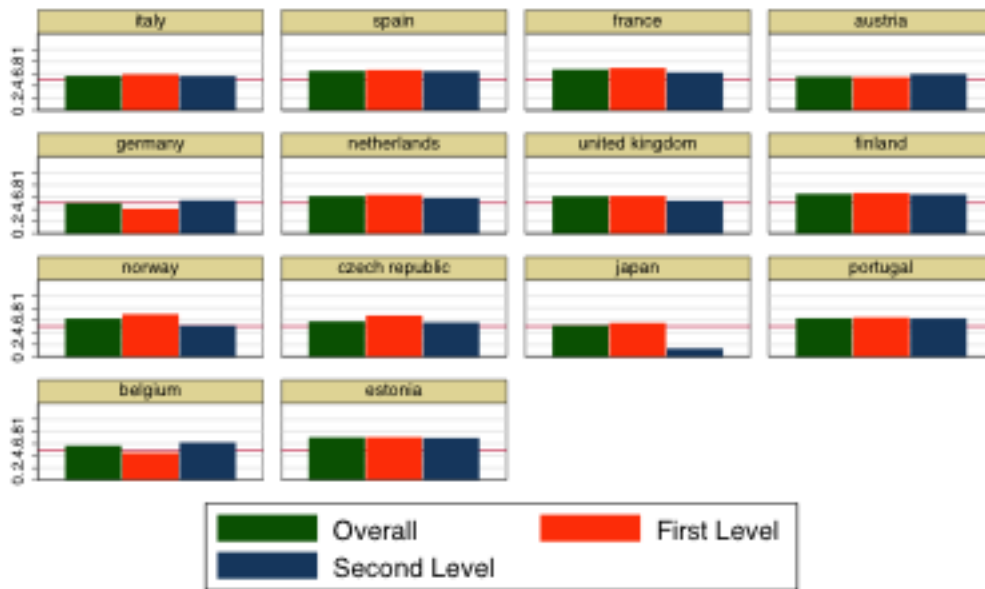 italy spain france austria
0 .2 .4 .6 .8 1
germany netherlands united kingdom finland
0 .2 .4 .6 .8 1
norway czech republic japan portugal
0 .2 .4 .6 .8 1
belgium estonia
0 .2 .4 .6 .8 1
Overall First Level
Second Level